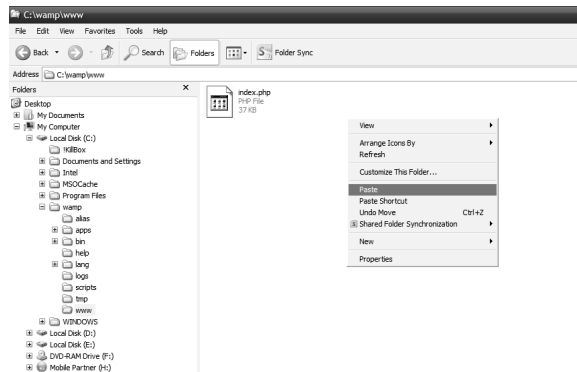 C:\wamp\www
File Edit View Favorites Tools Help
Back Search Folders Folder Sync
Address C:\wamp\www
Folders
Desktop
My Documents
My Computer
Local Disk (C:)
!KillBox
Documents and Settings
Intel
MSOCache
Program Files
wamp
alias
apps
bin
help
lang
logs
scripts
tmp
www
WINDOWS
Local Disk (D:)
Local Disk (E:)
DVD-RAM Drive (F:)
Mobile Partner (H:)
index.php
PHP File
37 KB
View
Arrange Icons By
Refresh
Customize This Folder...
Paste
Paste Shortcut
Undo Move Ctrl+Z
Shared Folder Synchronization
New
Properties